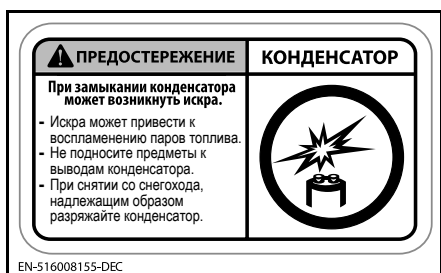 ПРЕДОСТЕРЕЖЕНИЕ
КОНДЕНСАТОР
При замыкании конденсатора
может возникнуть искра.
- Искра может привести к
воспламенению паров топлива.
- Не подносите предметы к
выводам конденсатора.
- При снятии со снегохода,
надлежащим образом
разряжайте конденсатор.
EN-516008155-DEC